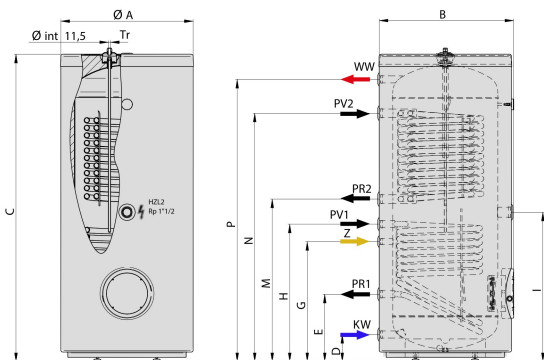 Ø A
B
Ø int 11,5
Tr
WW
PV2
HZL2
Rp 1"1/2
PR2
PV1
Z
PR1
KW
C
P
N
M
H
G
E
D
I